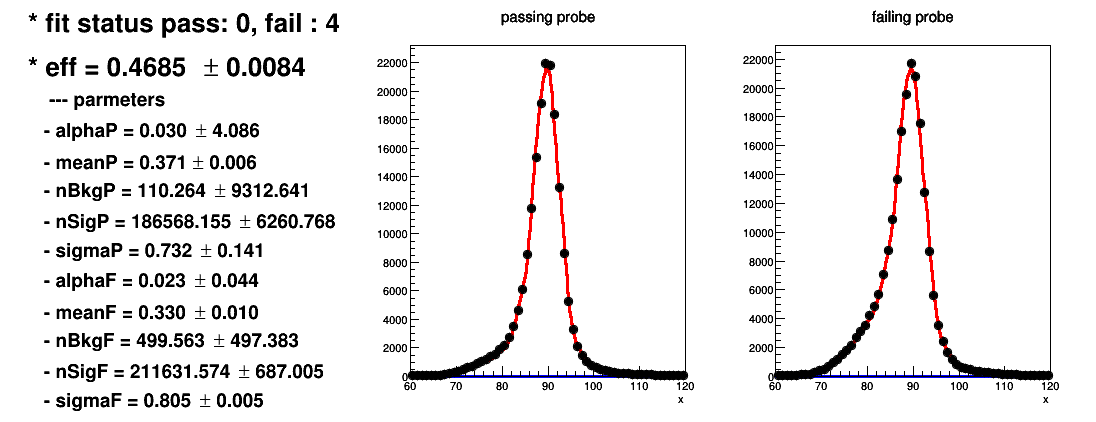 * fit status pass: 0, fail : 4
* eff = 0.4685 ± 0.0084
--- parmeters
- alphaP = 0.030 ± 4.086
- meanP = 0.371 ± 0.006
- nBkgP = 110.264 ± 9312.641
- nSigP = 186568.155 ± 6260.768
- sigmaP = 0.732 ± 0.141
- alphaF = 0.023 ± 0.044
- meanF = 0.330 ± 0.010
- nBkgF = 499.563 ± 497.383
- nSigF = 211631.574 ± 687.005
- sigmaF = 0.805 ± 0.005
passing probe
22000
20000
18000
16000
14000
12000
10000
8000
6000
4000
2000
0
60 70 80 90 100 110 120
x
failing probe
22000
20000
18000
16000
14000
12000
10000
8000
6000
4000
2000
0
60 70 80 90 100 110 120
x